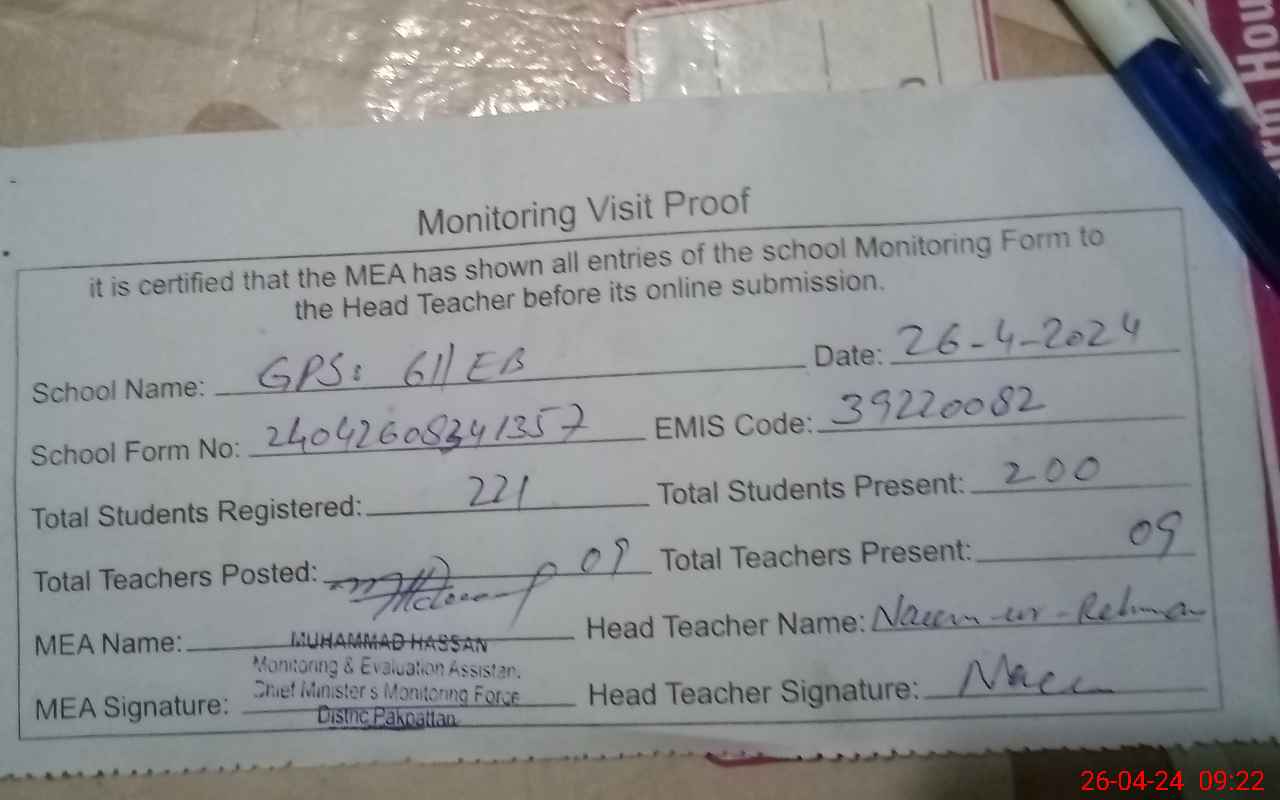 Monitoring Visit Proof
it is certified that the MEA has shown all entries of the school Monitoring Form to
the Head Teacher before its online submission.
School Name: GPS: 61/EB Date: 26-4-2024
School Form No: 24042608341357 EMIS Code: 39220082
Total Students Registered: 221 Total Students Present: 200
Total Teachers Posted: 09 Total Teachers Present: 09
MEA Name: MUHAMMAD HASSAN Head Teacher Name: Naeem-ur-Rehman
Monitoring & Evaluation Assistan.
MEA Signature: Chief Minister s Monitoring Force Head Teacher Signature: Naee
Distric Pakpattan
26-04-24 09:22